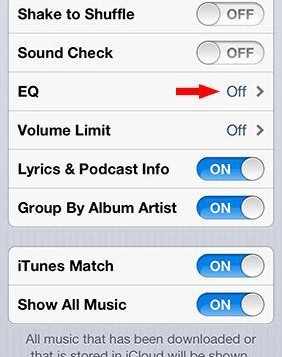 Shake to Shuffle OFF
Sound Check OFF
EQ Off
Volume Limit Off
Lyrics & Podcast Info ON
Group By Album Artist ON
iTunes Match ON
Show All Music ON
All music that has been downloaded or
that is stored in iCloud will be shown